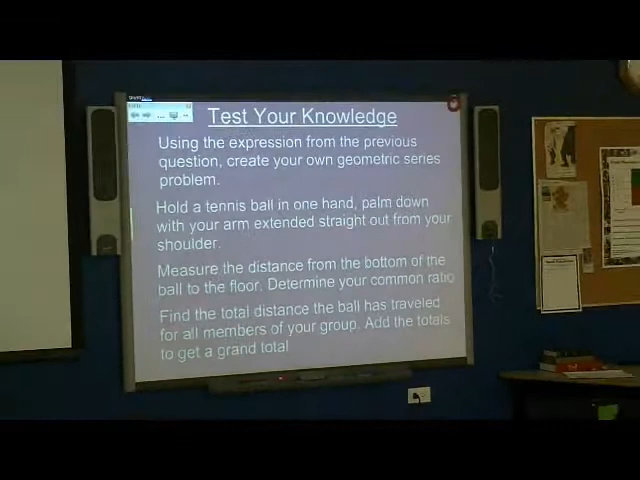 Test Your Knowledge
Using the expression from the previous
question, create your own geometric series
problem.
Hold a tennis ball in one hand, palm down
with your arm extended straight out from your
shoulder.
Measure the distance from the bottom of the
ball to the floor. Determine your common ratio
Find the total distance the ball has traveled
for all members of your group. Add the totals
to get a grand total